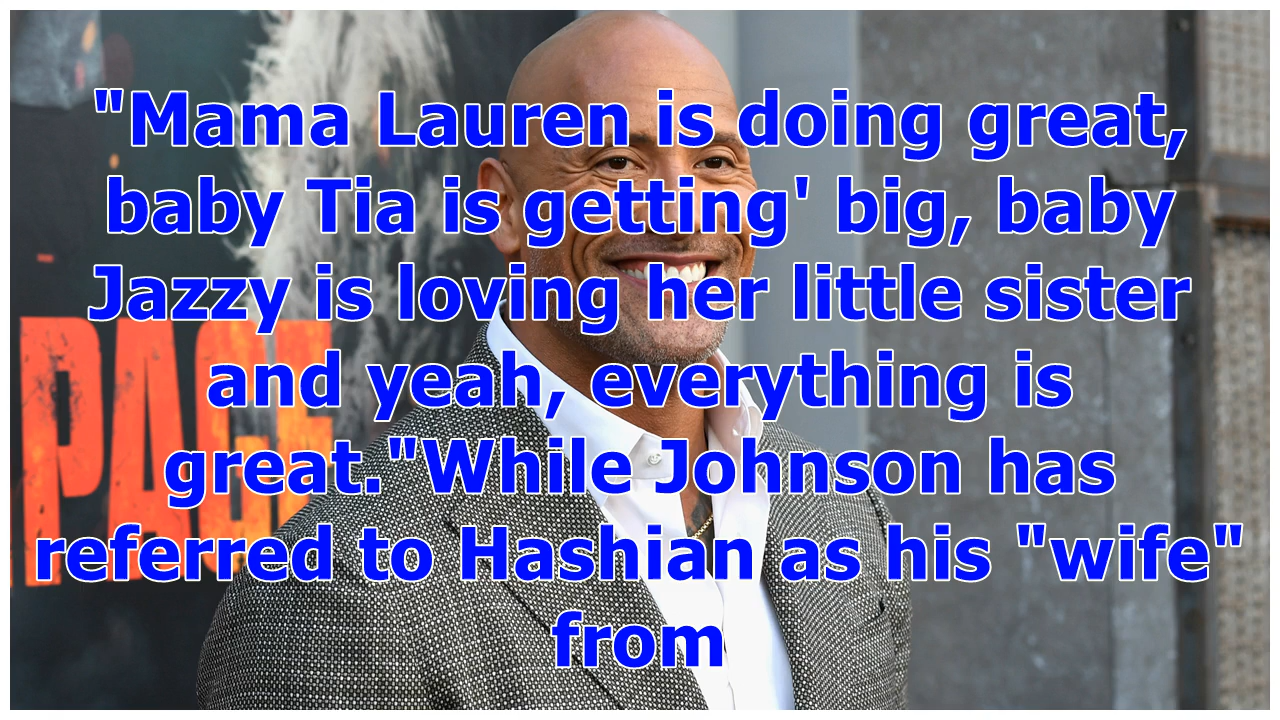 "Mama Lauren is doing great,
baby Tia is getting' big, baby
Jazzy is loving her little sister
and yeah, everything is
great."While Johnson has
referred to Hashian as his "wife"
from
PAGE